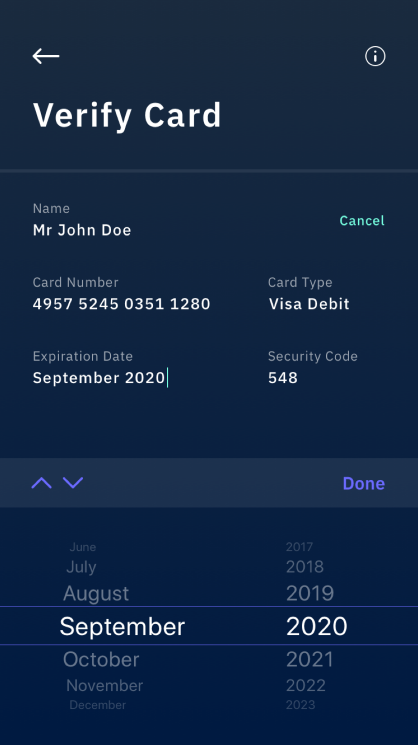 Verify Card
Name
Mr John Doe
Cancel
Card Number
Card Type
4957 5245 0351 1280
Visa Debit
Expiration Date
Security Code
September 2020
548
Done
June 2017
July 2018
August 2019
September 2020
October 2021
November 2022
December 2023